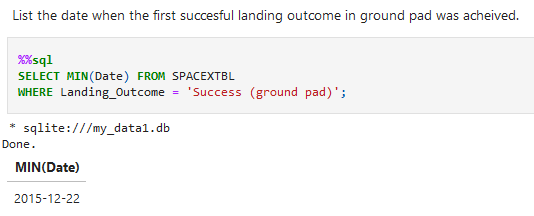 List the date when the first succesful landing outcome in ground pad was acheived.
%%sql
SELECT MIN(Date) FROM SPACEXTBL
WHERE Landing_Outcome = 'Success (ground pad)';
* sqlite:///my_data1.db
Done.
MIN(Date)
2015-12-22